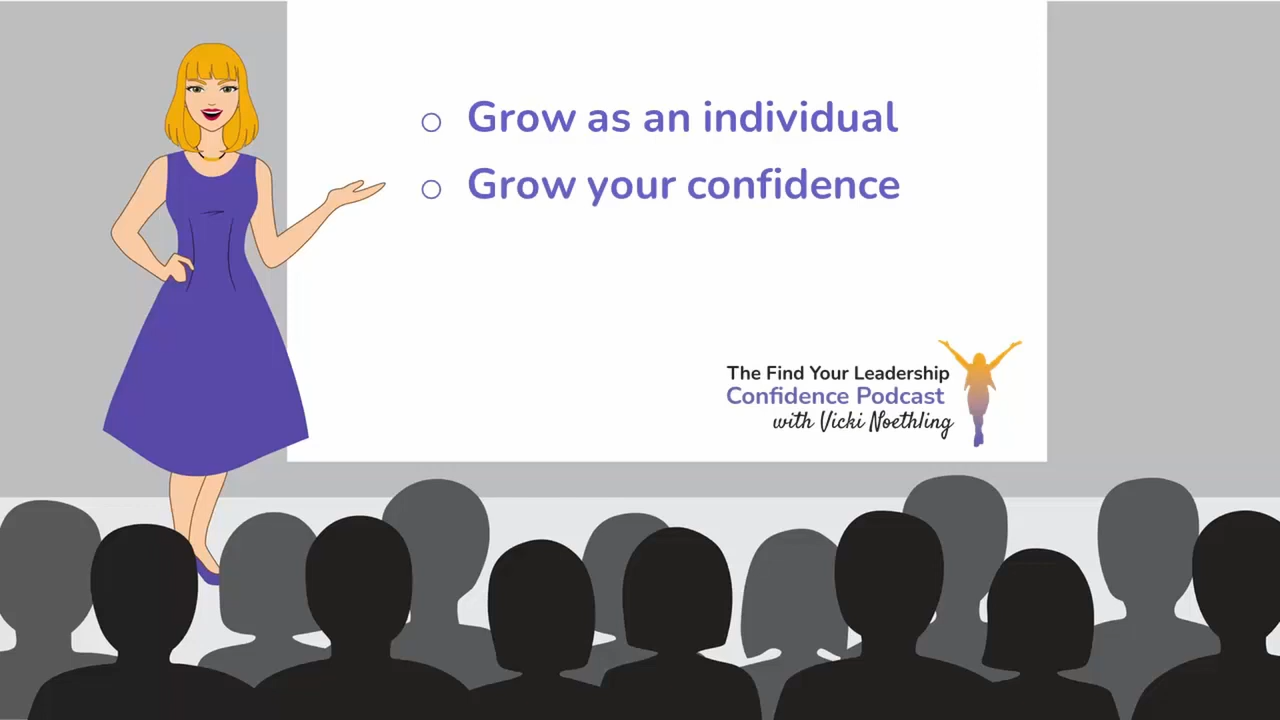 Grow as an individual
Grow your confidence
The Find Your Leadership
Confidence Podcast
with Vicki Noethling